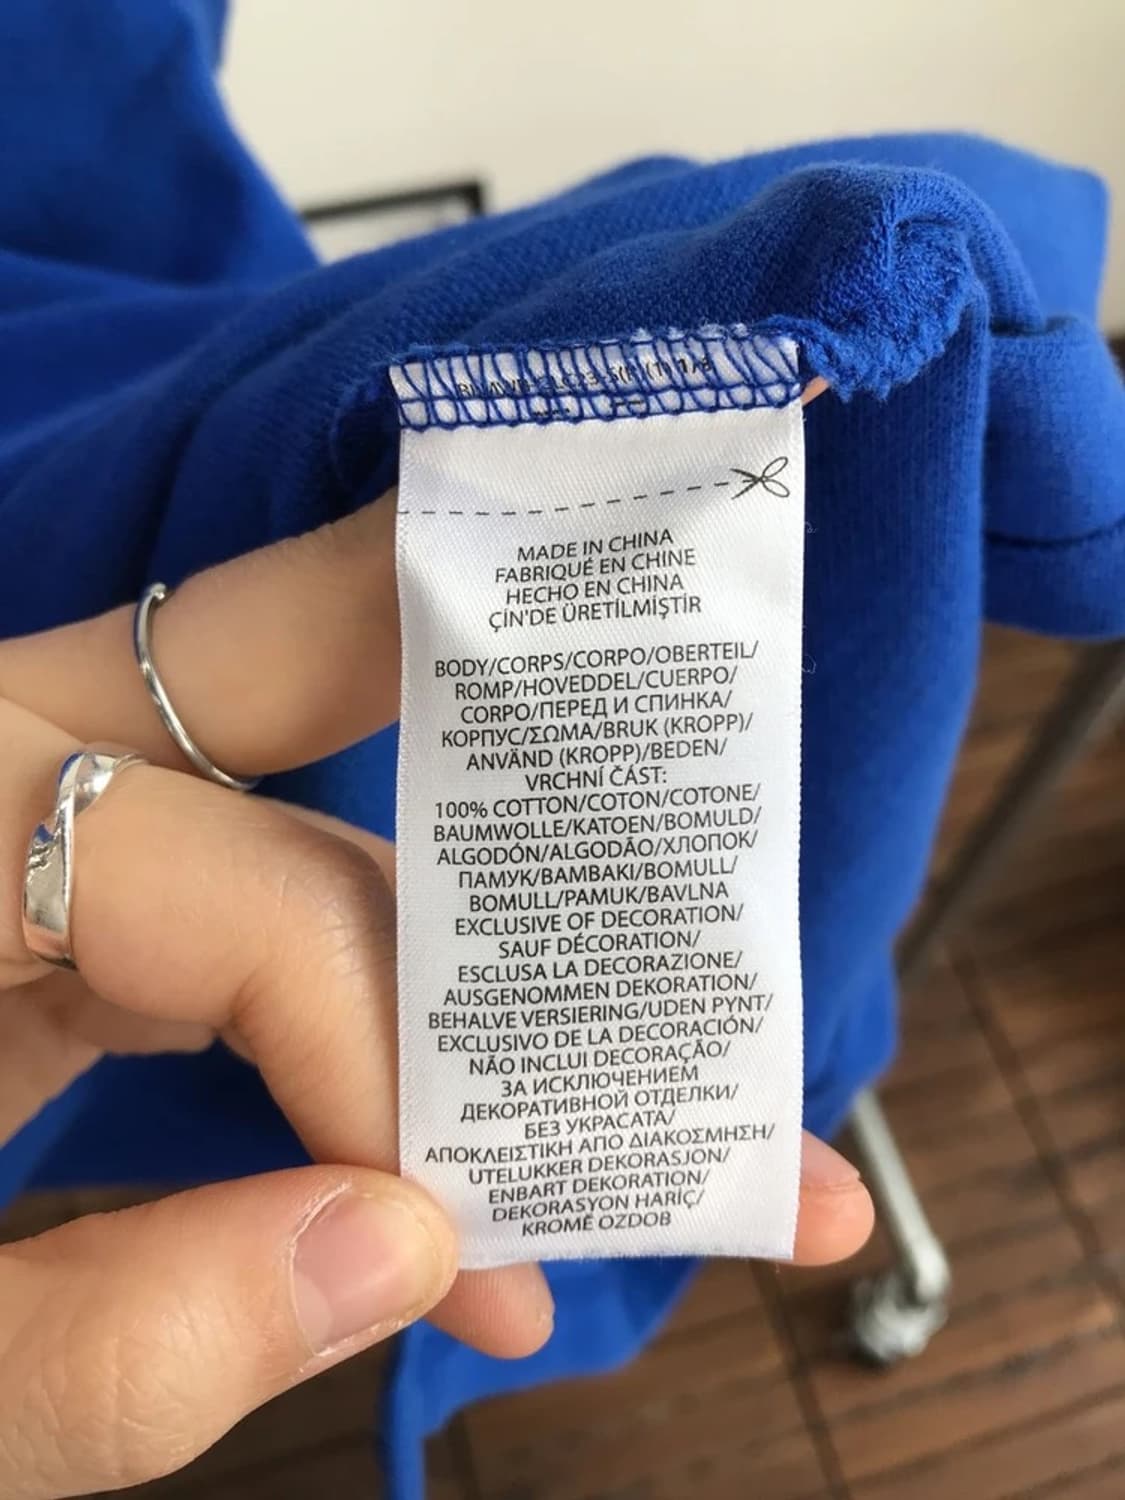 MADE IN CHINA
FABRIQUÉ EN CHINE
HECHO EN CHINA
ÇİN'DE ÜRETİLMİŞTİR
BODY/CORPS/CORPO/OBERTEIL/
ROMP/HOVEDDEL/CUERPO/
CORPO/ПЕРЕД И СПИНКА/
КОРПУС/ΣΩΜΑ/BRUK (KROPP)/
ANVÄND (KROPP)/BEDEN/
VRCHNÍ ČÁST:
100% COTTON/COTON/COTONE/
BAUMWOLLE/KATOEN/BOMULD/
ALGODÓN/ALGODÃO/ХЛОПОК/
ПАМУК/ΒΑΜΒΑΚΙ/BOMULL/
BOMULL/PAMUK/BAVLNA
EXCLUSIVE OF DECORATION/
SAUF DÉCORATION/
ESCLUSA LA DECORAZIONE/
AUSGENOMMEN DEKORATION/
BEHALVE VERSIERING/UDEN PYNT/
EXCLUSIVO DE LA DECORACIÓN/
NÃO INCLUI DECORAÇÃO/
ЗА ИСКЛЮЧЕНИЕМ
ДЕКОРАТИВНОЙ ОТДЕЛКИ/
БЕЗ УКРАСАТА/
ΑΠΟΚΛΕΙΣΤΙΚΗ ΑΠΟ ΔΙΑΚΟΣΜΗΣΗ/
UTELUKKER DEKORASJON/
ENBART DEKORATION/
DEKORASYON HARİÇ/
KROMĚ OZDOB